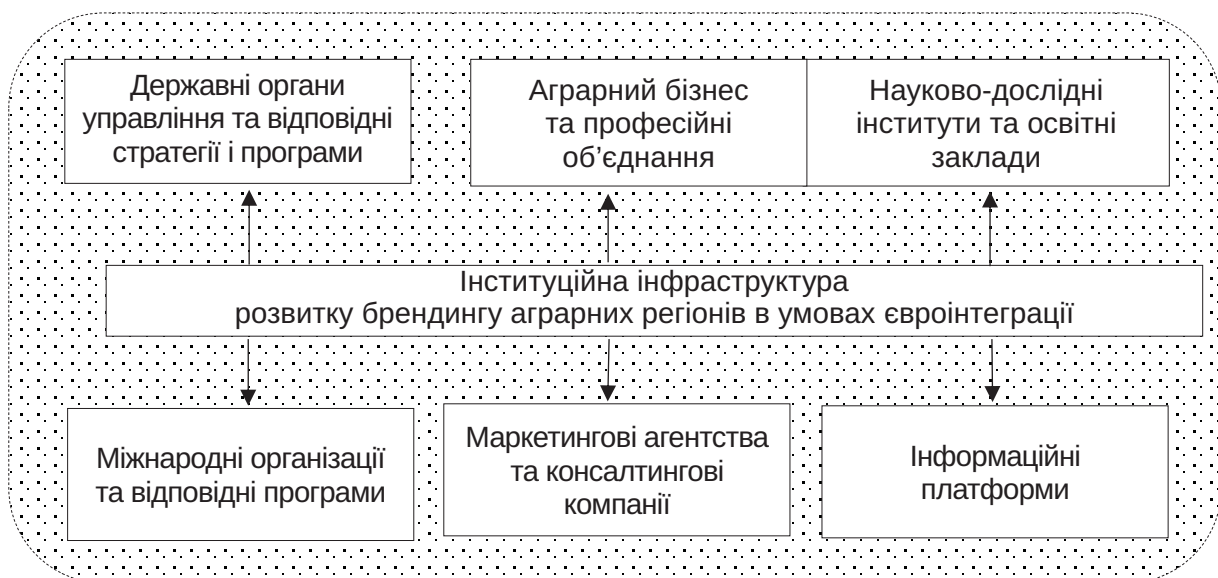 Державні органи
управління та відповідні
стратегії і програми
Аграрний бізнес
та професійні
об’єднання
Науково-дослідні
інститути та освітні
заклади
Інституційна інфраструктура
розвитку брендингу аграрних регіонів в умовах євроінтеграції
Міжнародні організації
та відповідні програми
Маркетингові агентства
та консалтингові
компанії
Інформаційні
платформи